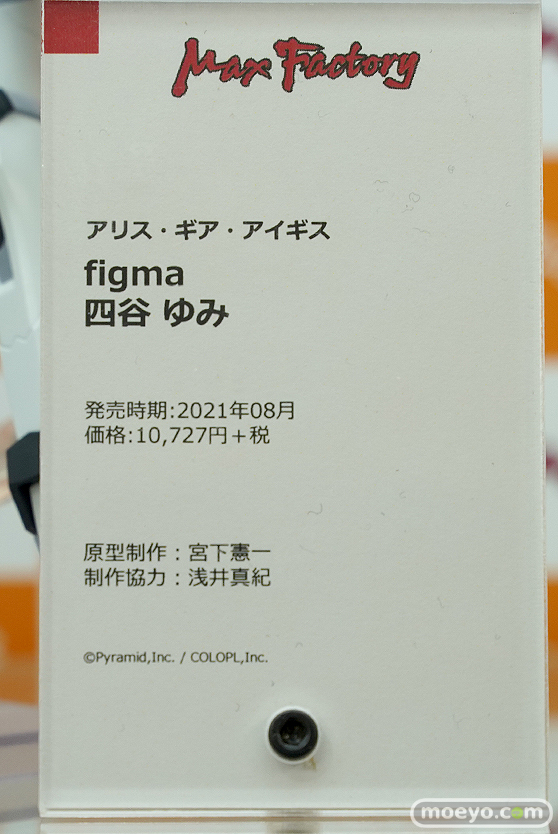 Max Factory
アリス・ギア・アイギス
figma
四谷 ゆみ
発売時期:2021年08月
価格:10,727円＋税
原型制作：宮下憲一
制作協力：浅井真紀
©Pyramid,Inc. / COLOPL,Inc.
moeyo.com